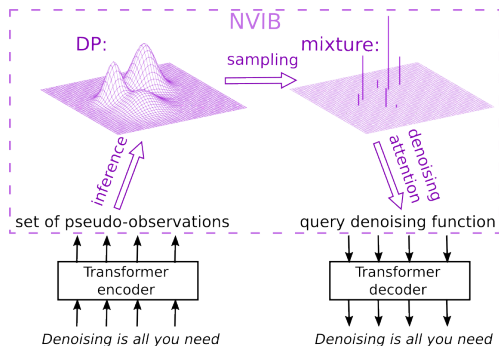 NVIB
DP:
mixture:
sampling
inference
denoising
attention
set of pseudo-observations
query denoising function
Transformer
encoder
Transformer
decoder
Denoising is all you need
Denoising is all you need